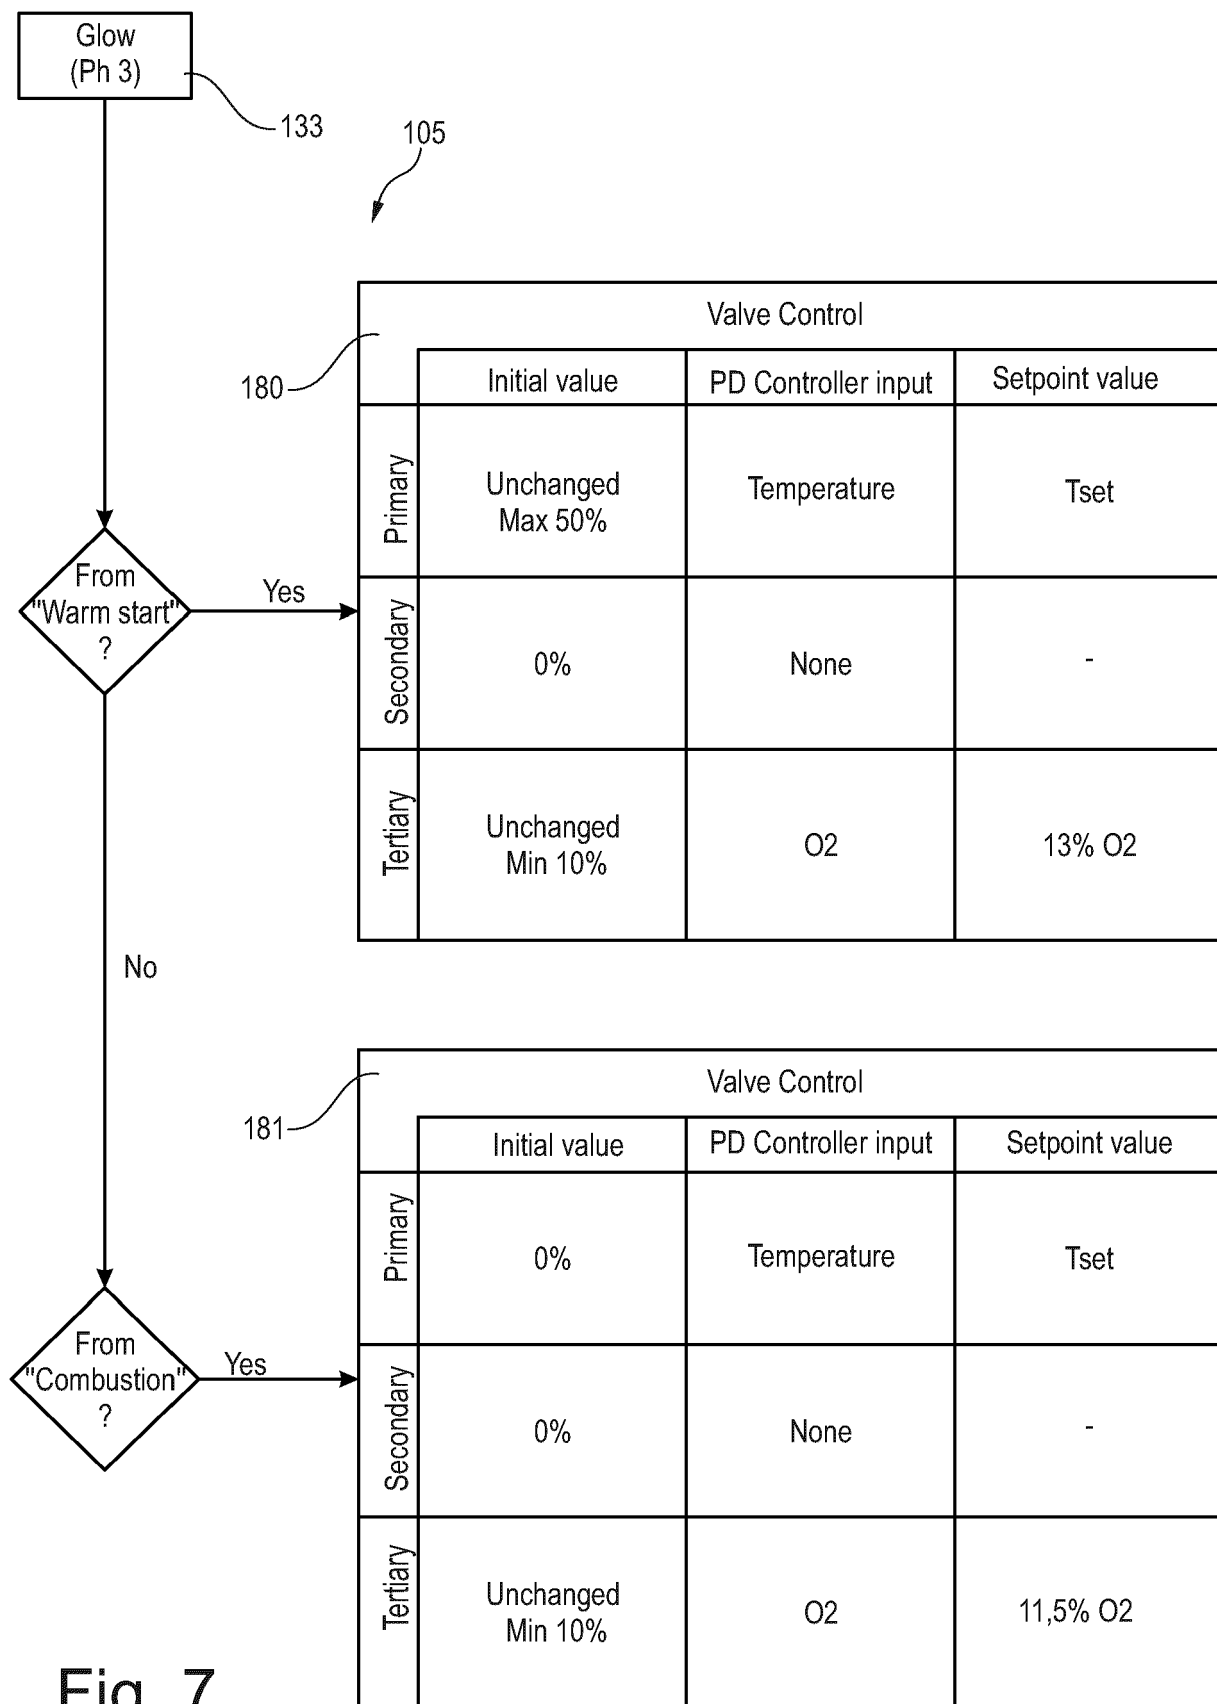 Glow
(Ph 3)
133
105
Valve Control
180
Initial value
PD Controller input
Setpoint value
Primary
Unchanged
Max 50%
Temperature
Tset
From
"Warm start"
?
Yes
Secondary
0%
None
-
Tertiary
Unchanged
Min 10%
O2
13% O2
No
Valve Control
181
Initial value
PD Controller input
Setpoint value
Primary
0%
Temperature
Tset
From
"Combustion"
?
Yes
Secondary
0%
None
-
Tertiary
Unchanged
Min 10%
O2
11,5% O2
Fig. 7